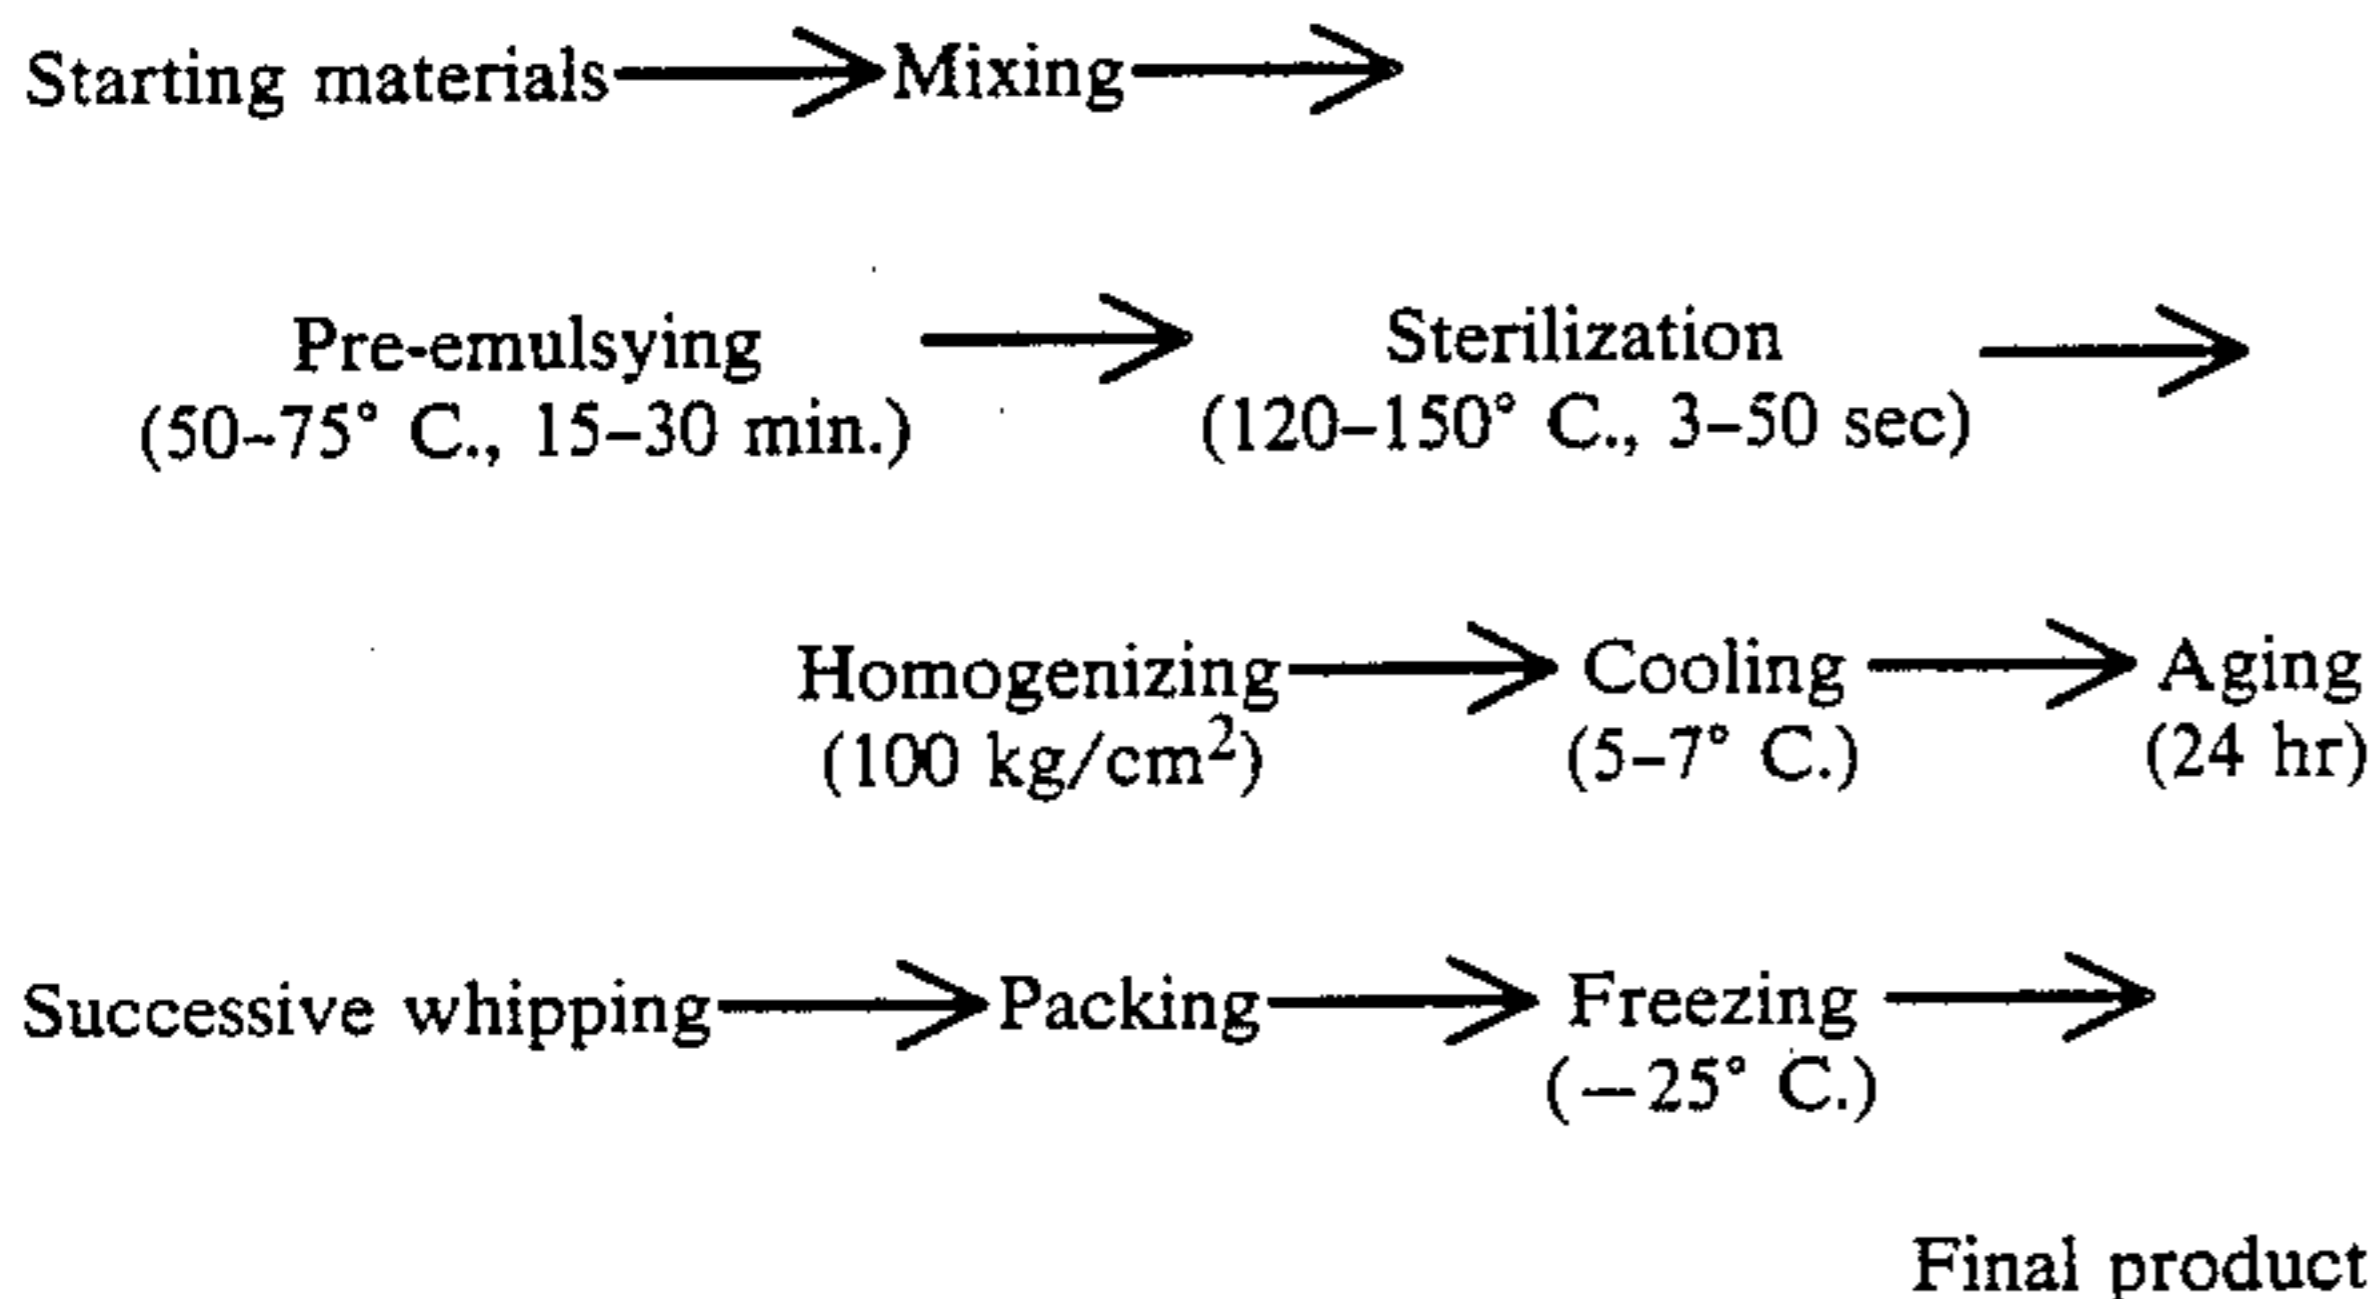 Starting materials → Mixing →
Pre-emulsying → Sterilization →
(50–75° C., 15–30 min.) (120–150° C., 3–50 sec)
Homogenizing → Cooling → Aging
(100 kg/cm²) (5–7° C.) (24 hr)
Successive whipping → Packing → Freezing →
(−25° C.)
Final product